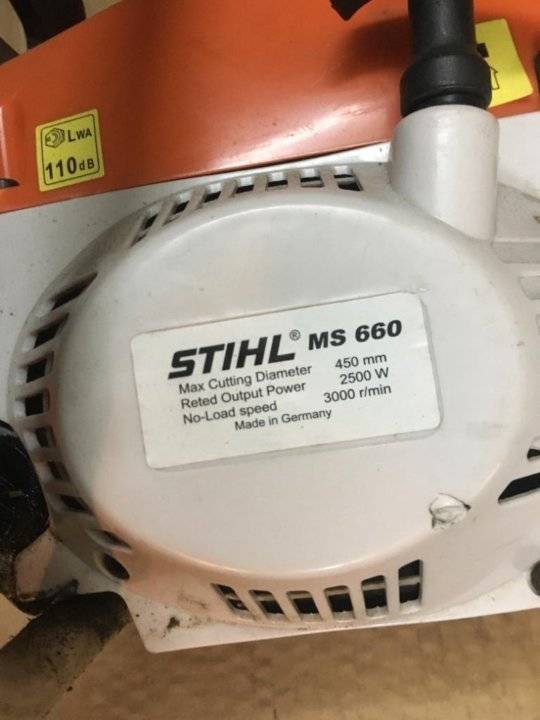 LWA
110dB
STIHL® MS 660
Max Cutting Diameter 450 mm
Reted Output Power 2500 W
No-Load speed 3000 r/min
Made in Germany